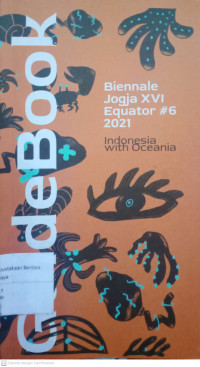 GuideBook
Biennale
Jogja XVI
Equator #6
2021
Indonesia
with Oceania